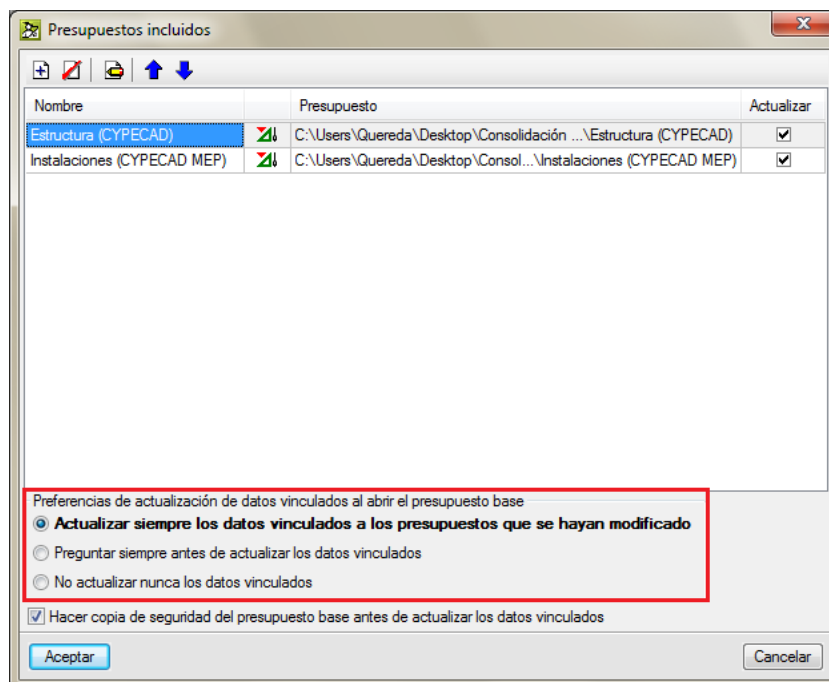 Presupuestos incluidos
Nombre Presupuesto Actualizar
Estructura (CYPECAD) C:\Users\Quereda\Desktop\Consolidación ...\Estructura (CYPECAD)
Instalaciones (CYPECAD MEP) C:\Users\Quereda\Desktop\Consol...\Instalaciones (CYPECAD MEP)
Preferencias de actualización de datos vinculados al abrir el presupuesto base
Actualizar siempre los datos vinculados a los presupuestos que se hayan modificado
Preguntar siempre antes de actualizar los datos vinculados
No actualizar nunca los datos vinculados
Hacer copia de seguridad del presupuesto base antes de actualizar los datos vinculados
Aceptar Cancelar